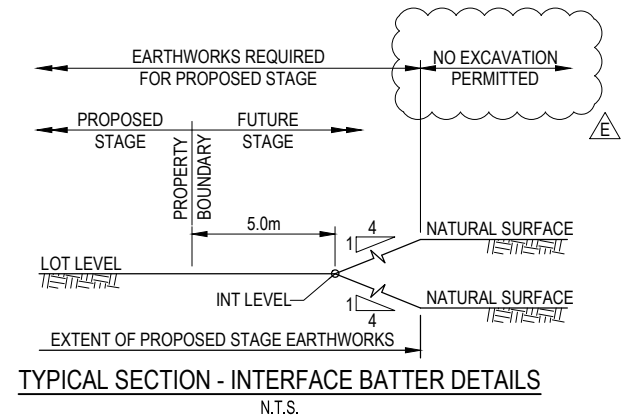 EARTHWORKS REQUIRED
FOR PROPOSED STAGE
NO EXCAVATION
PERMITTED
E
PROPOSED
STAGE
FUTURE
STAGE
PROPERTY
BOUNDARY
5.0m
4
1
NATURAL SURFACE
LOT LEVEL
INT LEVEL
1
4
NATURAL SURFACE
EXTENT OF PROPOSED STAGE EARTHWORKS
TYPICAL SECTION - INTERFACE BATTER DETAILS
N.T.S.